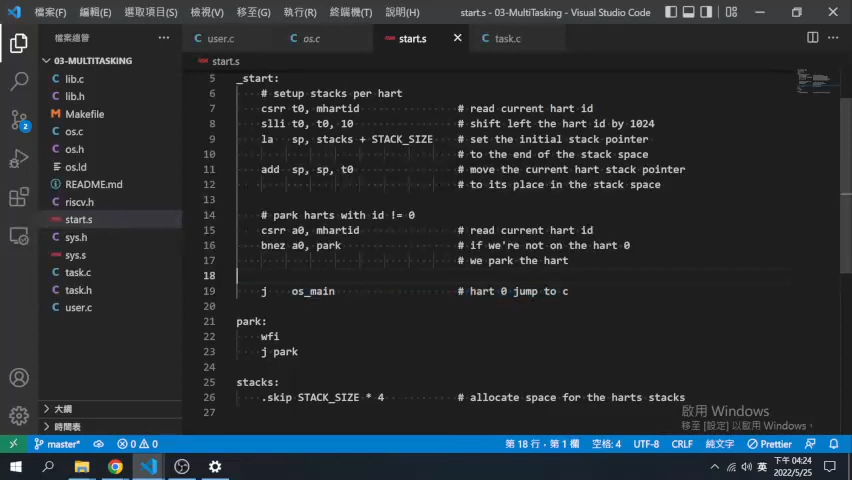 檔案(F) 編輯(E) 選取項目(S) 檢視(V) 移至(G) 執行(R) 終端機(T) 說明(H) start.s - 03-MultiTasking - Visual Studio Code
檔案總管
03-MULTITASKING
lib.c
lib.h
Makefile
os.c
os.h
os.ld
README.md
riscv.h
start.s
sys.h
sys.s
task.c
task.h
user.c
大綱
時間表
2
user.c os.c start.s task.c
start.s
5 _start:
6 # setup stacks per hart
7 csrr t0, mhartid # read current hart id
8 slli t0, t0, 10 # shift left the hart id by 1024
9 la sp, stacks + STACK_SIZE # set the initial stack pointer
10 # to the end of the stack space
11 add sp, sp, t0 # move the current hart stack pointer
12 # to its place in the stack space
13
14 # park harts with id != 0
15 csrr a0, mhartid # read current hart id
16 bnez a0, park # if we're not on the hart 0
17 # we park the hart
18
19 j os_main # hart 0 jump to c
20
21 park:
22 wfi
23 j park
24
25 stacks:
26 .skip STACK_SIZE * 4 # allocate space for the harts stacks
27
啟用 Windows
移至 [設定] 以啟用 Windows。
master* 0 0 第 18 行，第 1 欄 空格: 4 UTF-8 CRLF 純文字 Prettier
英 下午 04:24
2022/5/25